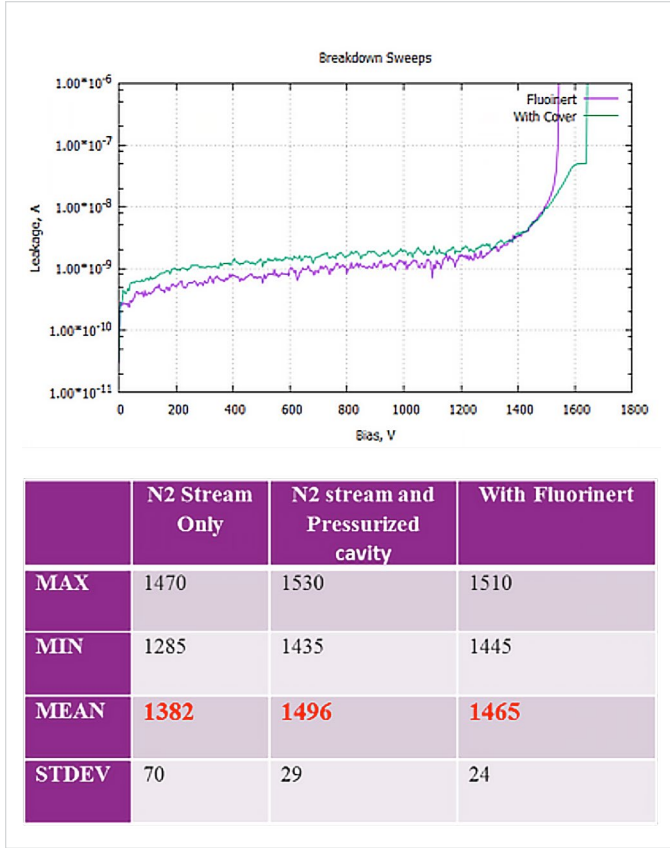 Breakdown Sweeps
1.00*10-6
1.00*10-7
1.00*10-8
1.00*10-9
1.00*10-10
1.00*10-11
Leakage, A
Fluoinert
With Cover
0 200 400 600 800 1000 1200 1400 1600 1800
Bias, V
N2 Stream Only
N2 stream and Pressurized cavity
With Fluorinert
MAX 1470 1530 1510
MIN 1285 1435 1445
MEAN 1382 1496 1465
STDEV 70 29 24